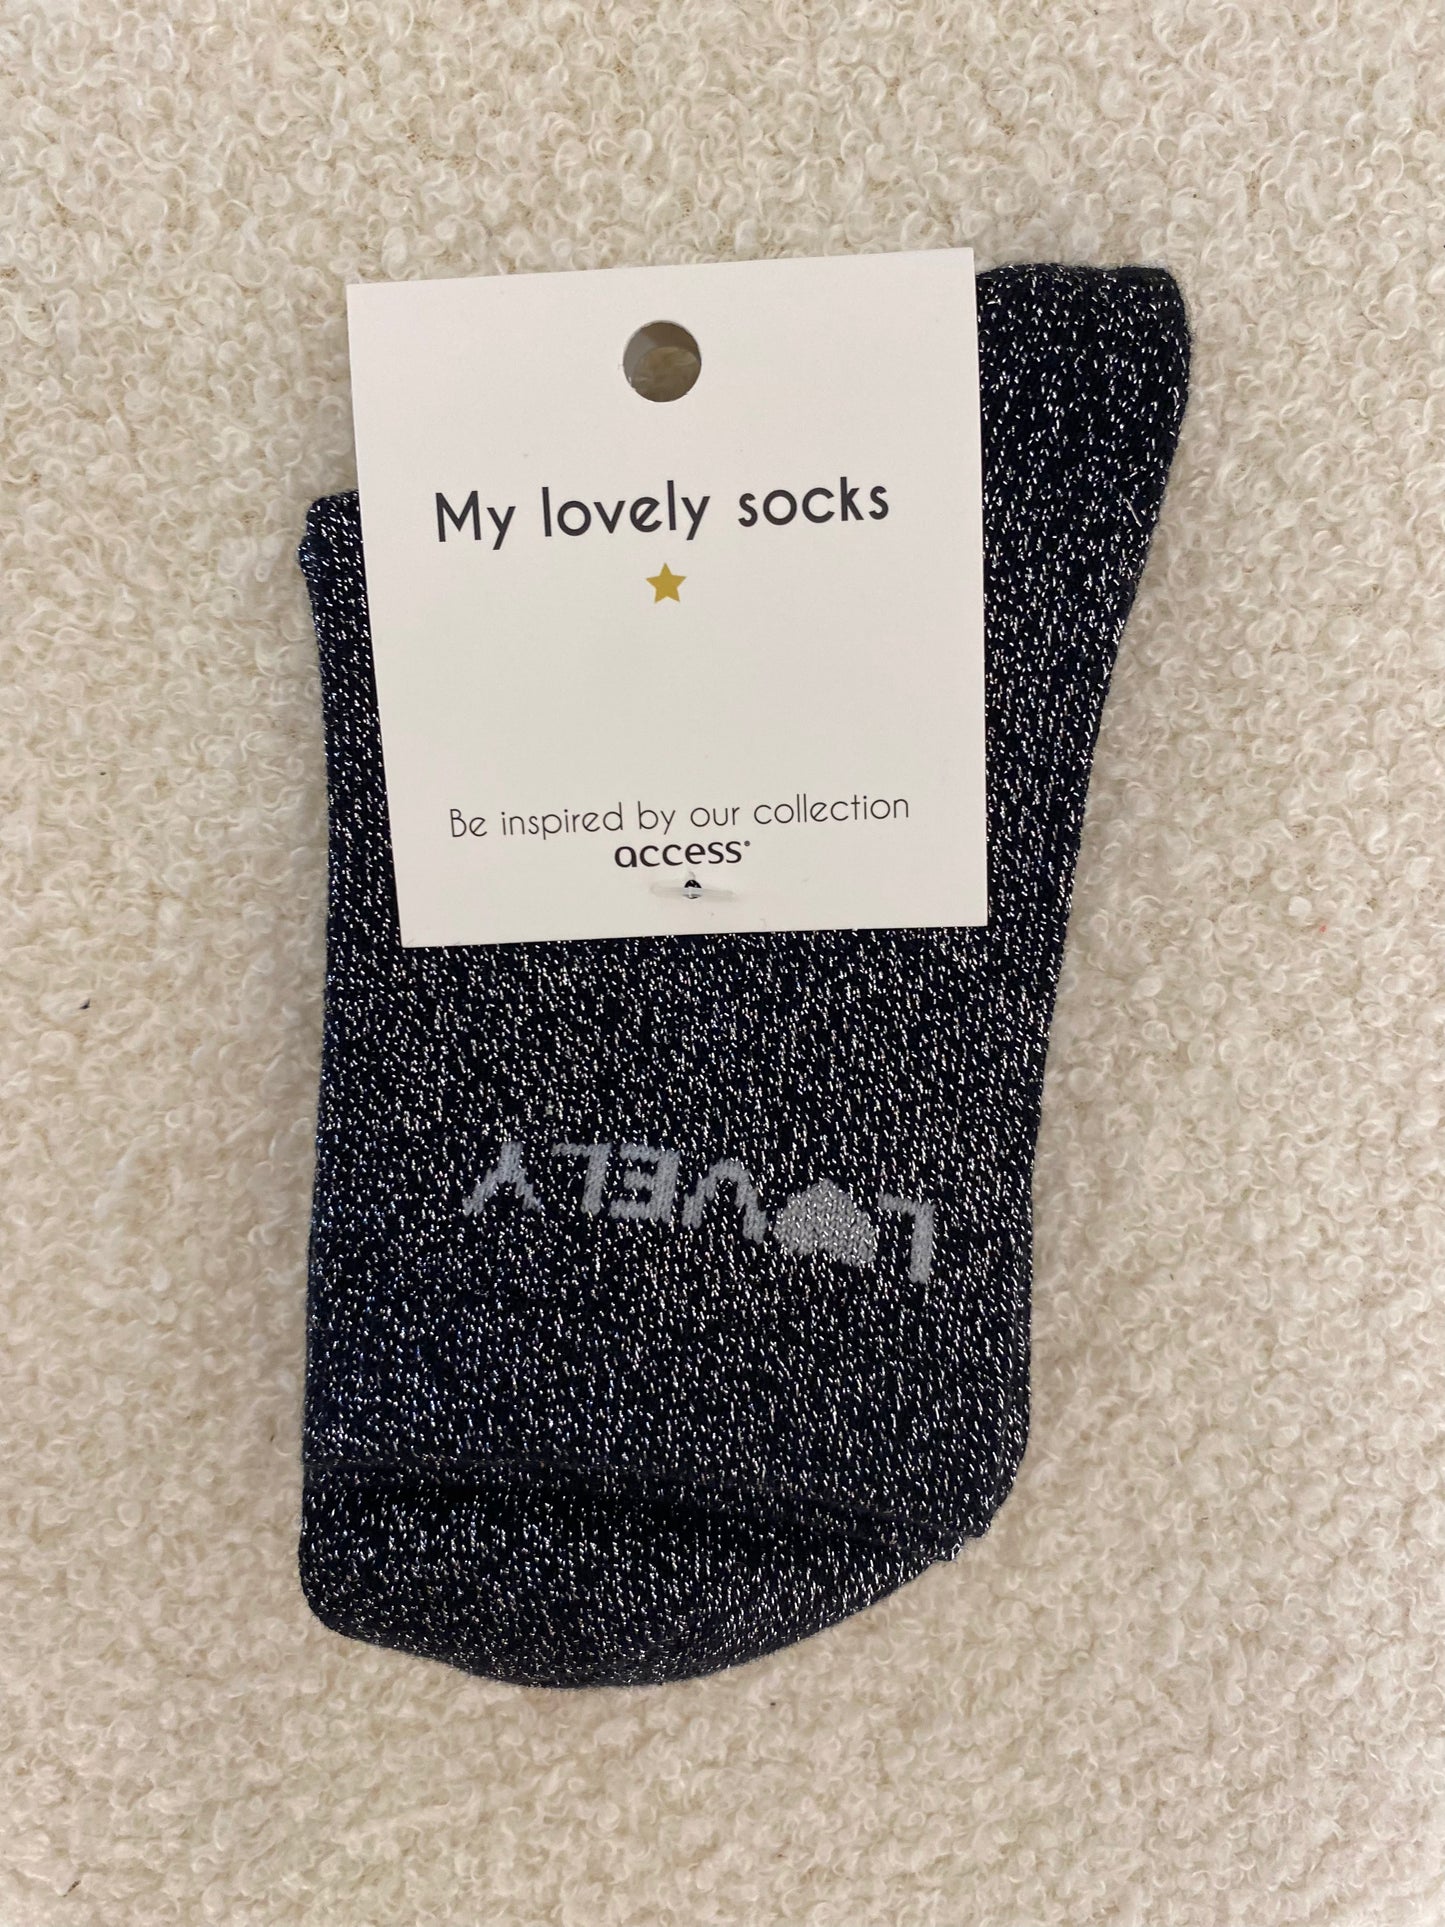 My lovely socks
Be inspired by our collection
access®
L♥VELY